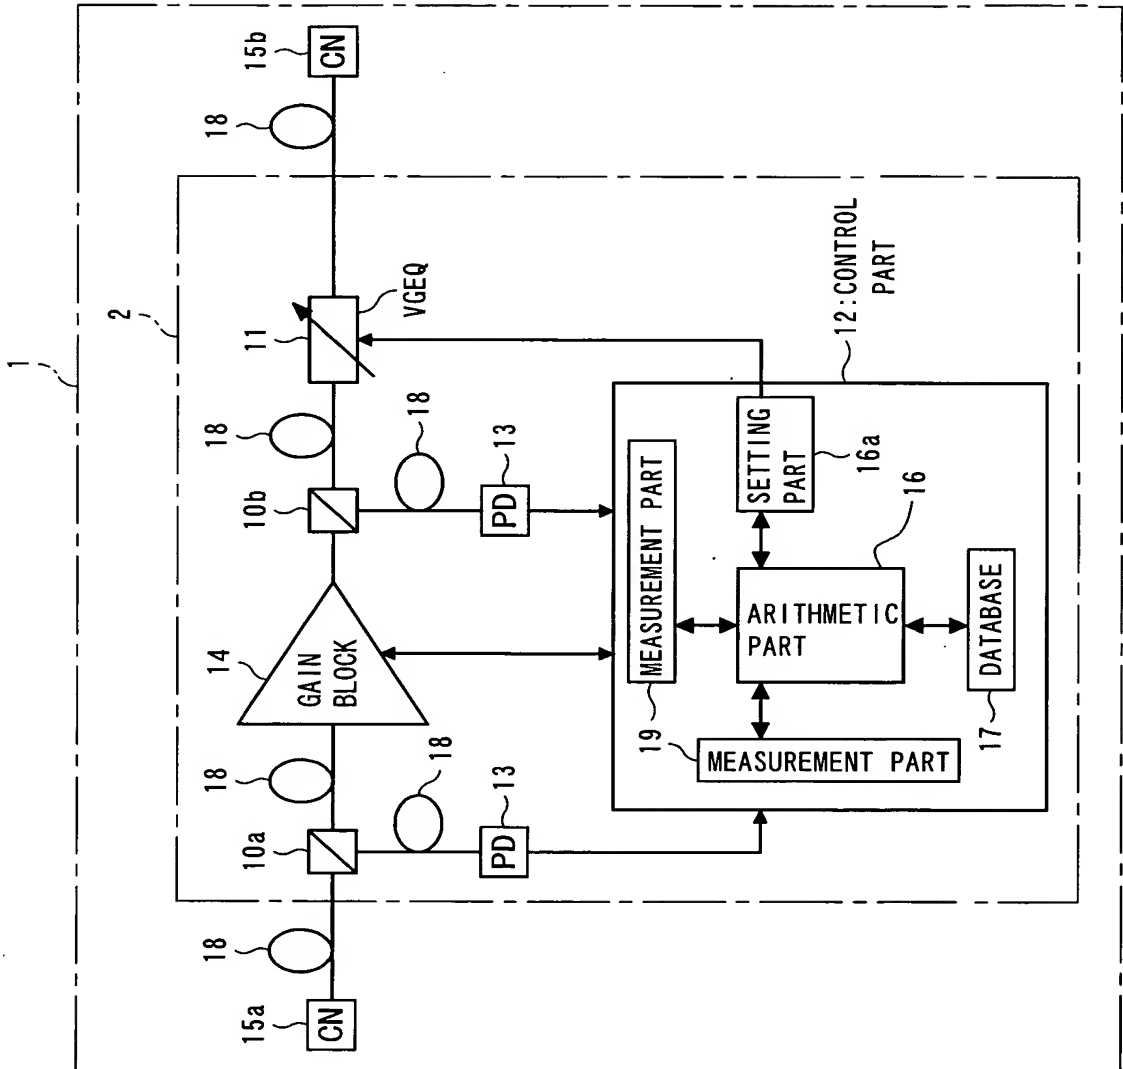 1
2
15a
CN
18
10a
18
14
GAIN
BLOCK
10b
18
11
VGEQ
18
15b
CN
18
13
PD
18
13
PD
12:CONTROL
PART
19
MEASUREMENT PART
MEASUREMENT PART
SETTING
PART
16a
16
ARITHMETIC
PART
17
DATABASE